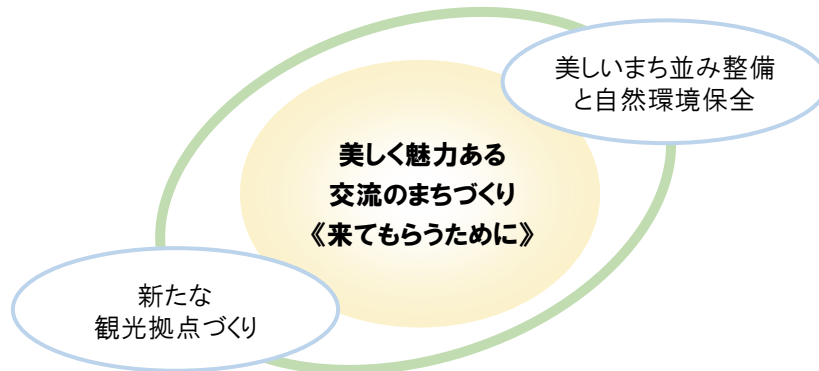 美しいまち並み整備
と自然環境保全
美しく魅力ある
交流のまちづくり
《来てもらうために》
新たな
観光拠点づくり